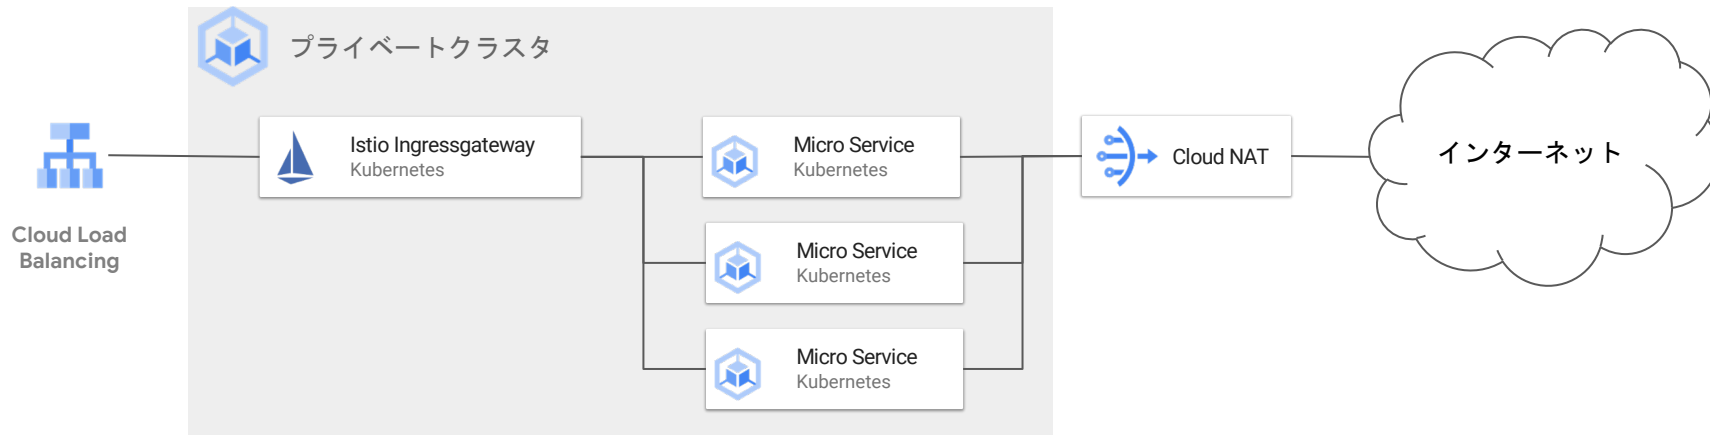 プライベートクラスタ
Cloud Load
Balancing
Istio Ingressgateway
Kubernetes
Micro Service
Kubernetes
Micro Service
Kubernetes
Micro Service
Kubernetes
Cloud NAT
インターネット